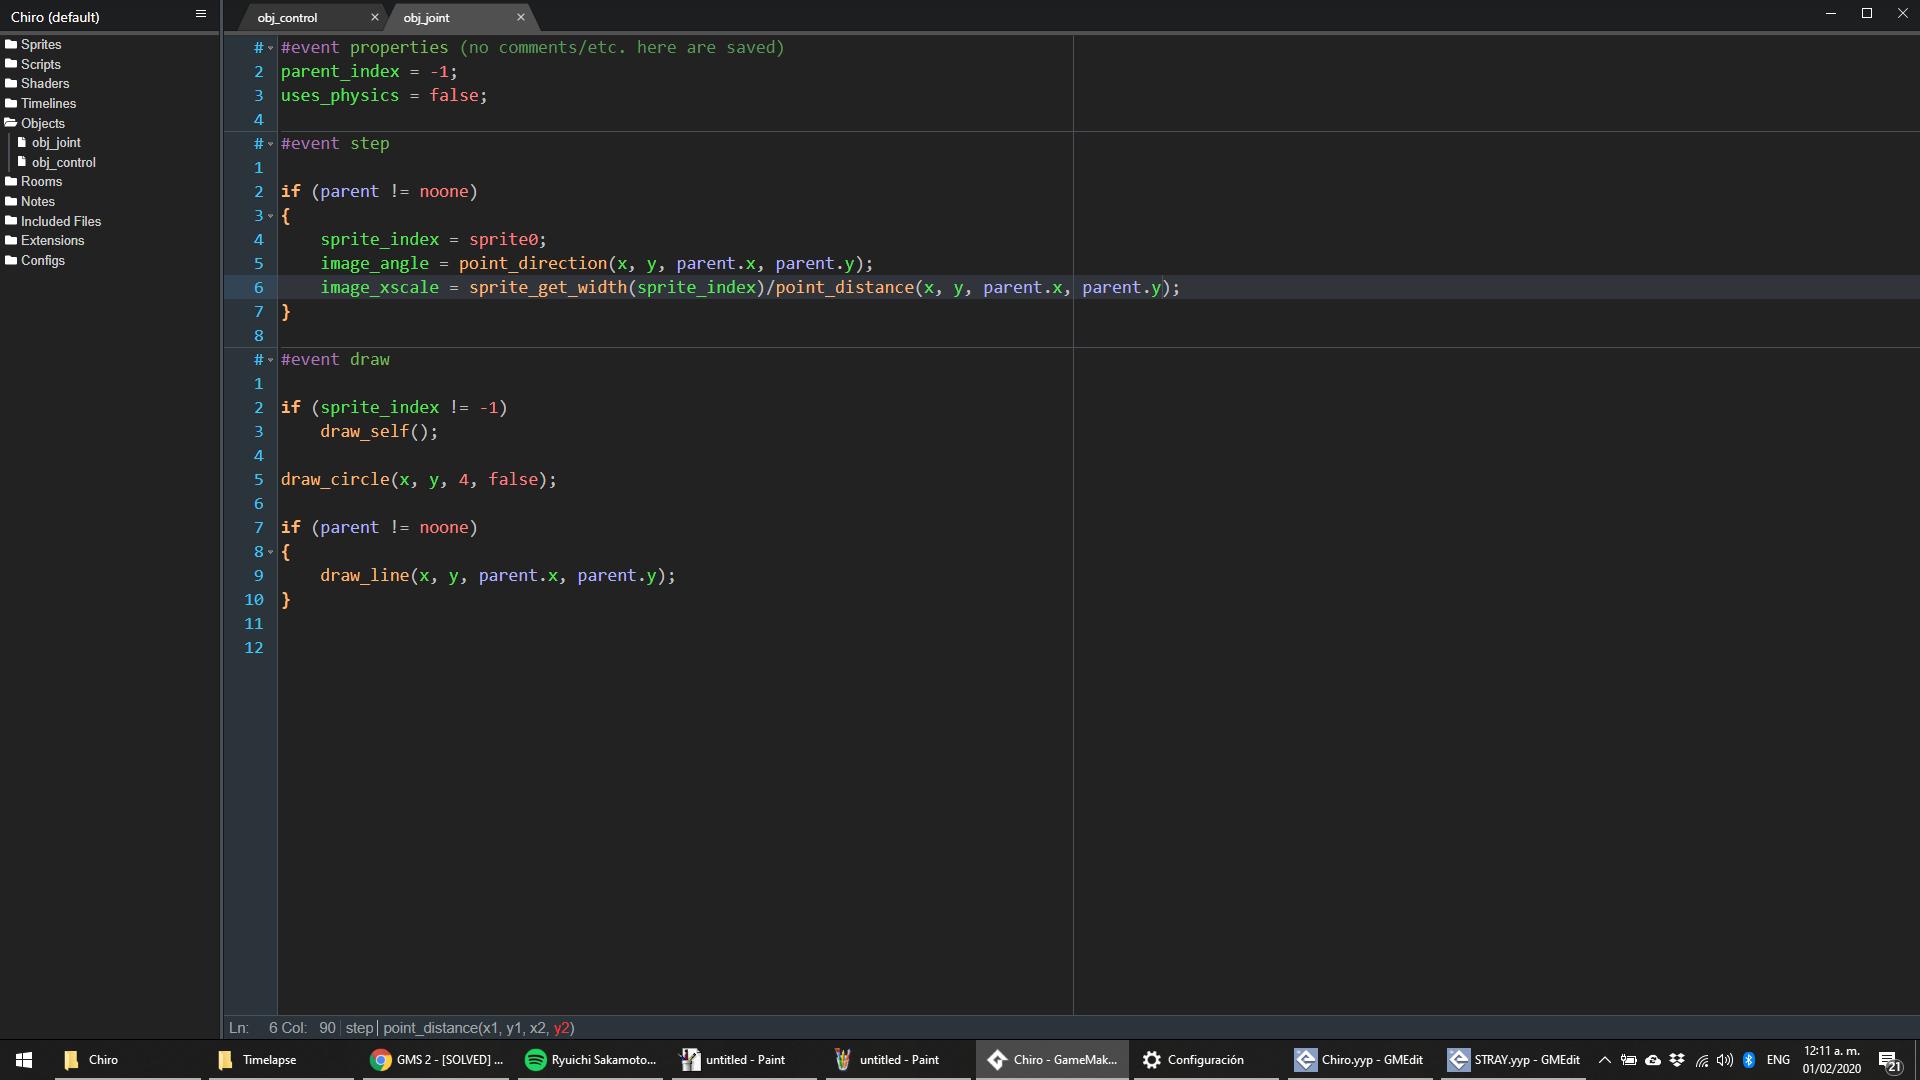 Chiro (default)
obj_control
obj_joint
Sprites
Scripts
Shaders
Timelines
Objects
obj_joint
obj_control
Rooms
Notes
Included Files
Extensions
Configs
# #event properties (no comments/etc. here are saved)
2 parent_index = -1;
3 uses_physics = false;
4
# #event step
1
2 if (parent != noone)
3 {
4 sprite_index = sprite0;
5 image_angle = point_direction(x, y, parent.x, parent.y);
6 image_xscale = sprite_get_width(sprite_index)/point_distance(x, y, parent.x, parent.y);
7 }
8
# #event draw
1
2 if (sprite_index != -1)
3 draw_self();
4
5 draw_circle(x, y, 4, false);
6
7 if (parent != noone)
8 {
9 draw_line(x, y, parent.x, parent.y);
10 }
11
12
Ln: 6 Col: 90 step point_distance(x1, y1, x2, y2)
Chiro
Timelapse
GMS 2 - [SOLVED] ...
Ryuichi Sakamoto...
untitled - Paint
untitled - Paint
Chiro - GameMak...
Configuración
Chiro.yyp - GMEdit
STRAY.yyp - GMEdit
ENG
12:11 a. m.
01/02/2020
21